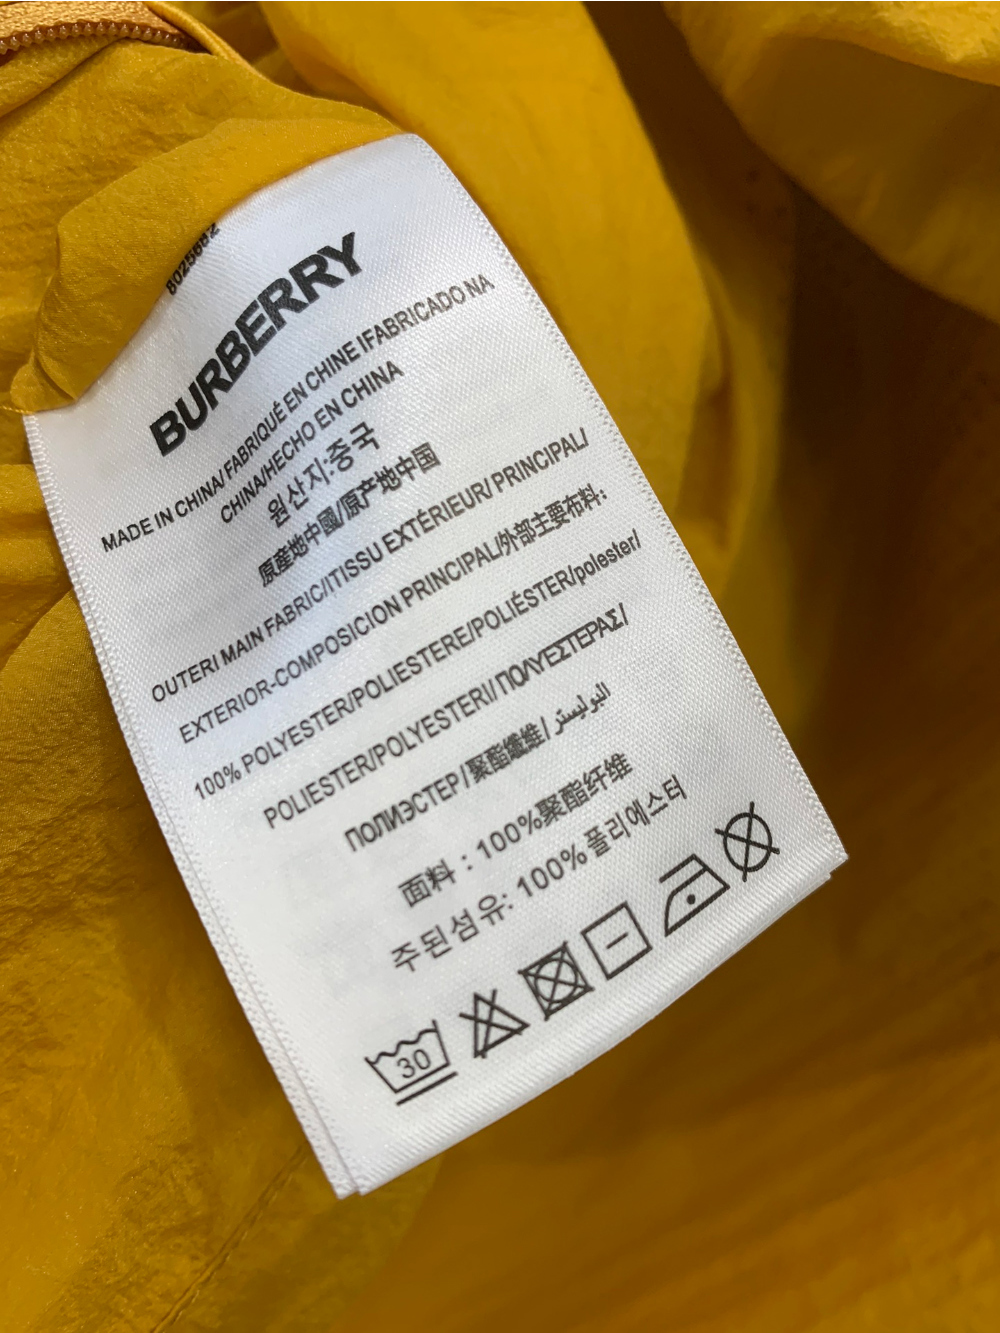 8025682
BURBERRY
MADE IN CHINA/ FABRIQUÉ EN CHINE IFABRICADO NA
CHINA/HECHO EN CHINA
원산지:중국
原產地中國/原产地中国
OUTERI MAIN FABRIC/ITISSU EXTÉRIEUR/ PRINCIPAL/
EXTERIOR-COMPOSICION PRINCIPAL/外部主要布料:
100% POLYESTER/POLIESTERE/POLIÉSTER/polester/
POLIESTER/POLYESTERI/ΠΟΛΥΕΣΤΕΡΑΣ/
ПОЛИЭСТЕР/聚酯纖維/ البوليستر
面料 : 100%聚酯纤维
주된섬유: 100%폴리에스터
30